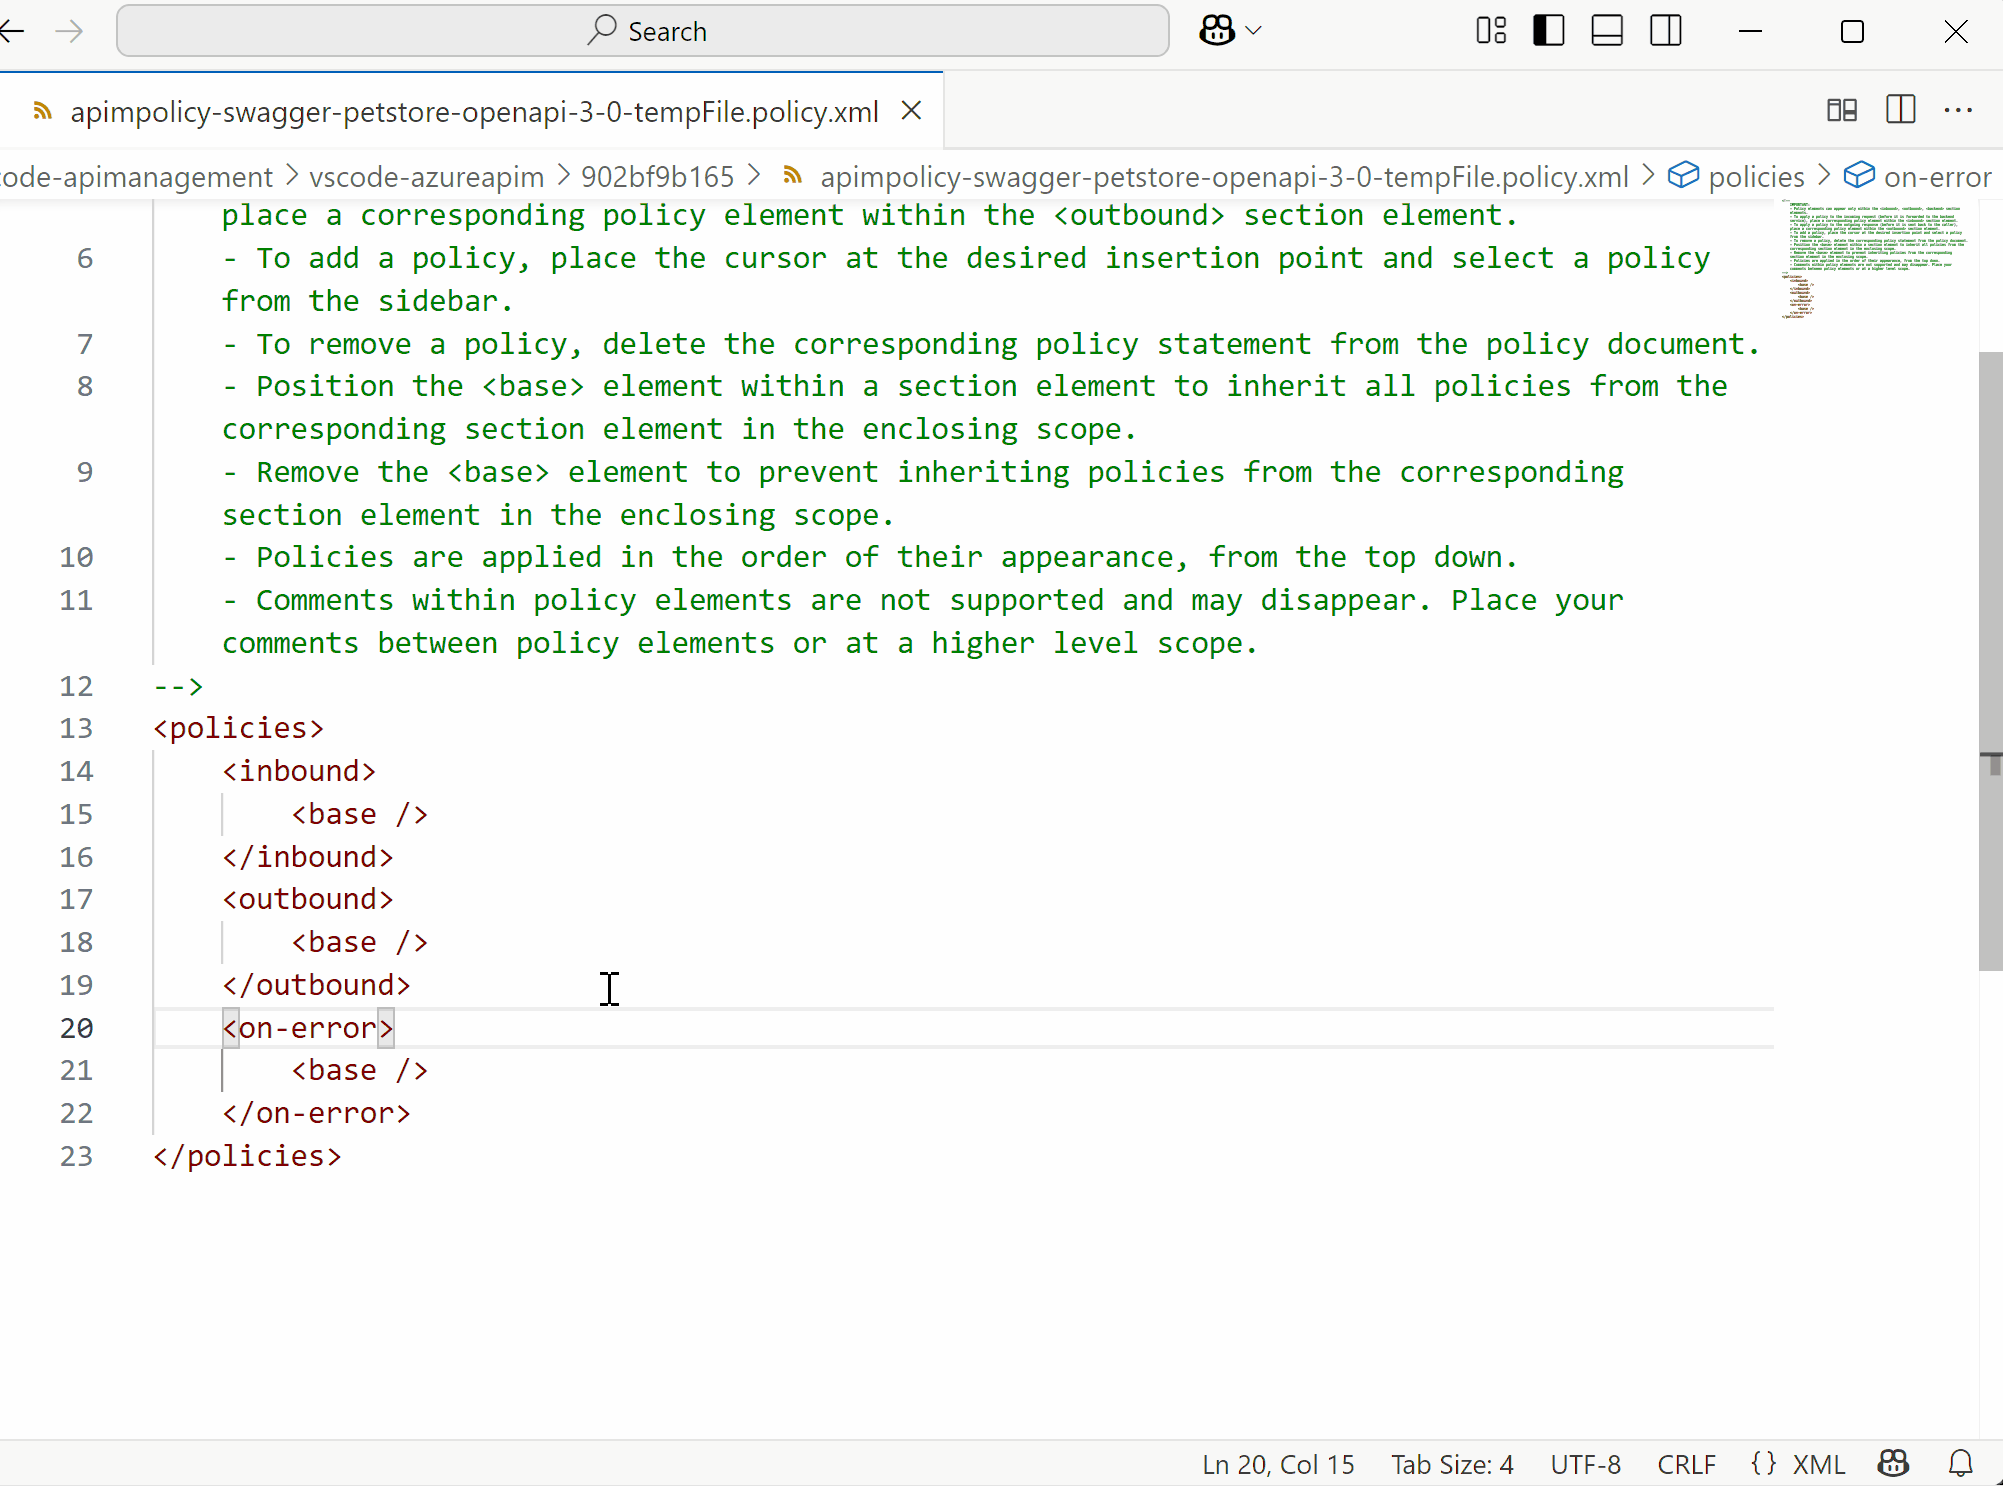 Search
apimpolicy-swagger-petstore-openapi-3-0-tempFile.policy.xml
code-apimanagement > vscode-azureapim > 902bf9b165 > apimpolicy-swagger-petstore-openapi-3-0-tempFile.policy.xml > policies > on-error
place a corresponding policy element within the <outbound> section element.
6 - To add a policy, place the cursor at the desired insertion point and select a policy
from the sidebar.
7 - To remove a policy, delete the corresponding policy statement from the policy document.
8 - Position the <base> element within a section element to inherit all policies from the
corresponding section element in the enclosing scope.
9 - Remove the <base> element to prevent inheriting policies from the corresponding
section element in the enclosing scope.
10 - Policies are applied in the order of their appearance, from the top down.
11 - Comments within policy elements are not supported and may disappear. Place your
comments between policy elements or at a higher level scope.
12 -->
13 <policies>
14 <inbound>
15 <base />
16 </inbound>
17 <outbound>
18 <base />
19 </outbound>
20 <on-error>
21 <base />
22 </on-error>
23 </policies>
Ln 20, Col 15 Tab Size: 4 UTF-8 CRLF {} XML